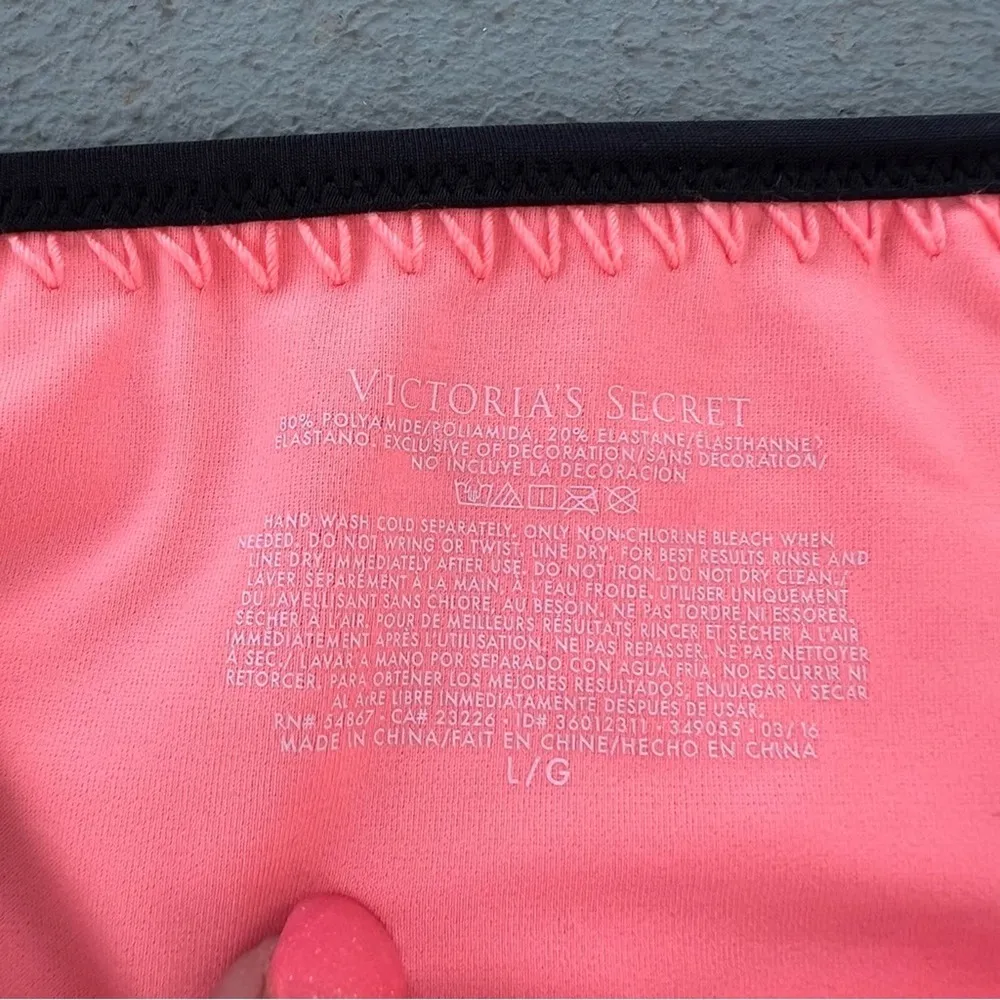 VICTORIA'S SECRET
80% POLYAMIDE/POLIAMIDA, 20% ELASTANE/ÉLASTHANNE/
ELASTANO. EXCLUSIVE OF DECORATION/SANS DÉCORATION/
NO INCLUYE LA DECORACIÓN
HAND WASH COLD SEPARATELY. ONLY NON-CHLORINE BLEACH WHEN
NEEDED. DO NOT WRING OR TWIST. LINE DRY. FOR BEST RESULTS RINSE AND
LINE DRY IMMEDIATELY AFTER USE. DO NOT IRON. DO NOT DRY CLEAN./
LAVER SÉPARÉMENT À LA MAIN, À L'EAU FROIDE. UTILISER UNIQUEMENT
DU JAVELLISANT SANS CHLORE, AU BESOIN. NE PAS TORDRE NI ESSORER.
SÉCHER À L'AIR. POUR DE MEILLEURS RÉSULTATS RINCER ET SÉCHER À L'AIR
IMMÉDIATEMENT APRÈS L'UTILISATION. NE PAS REPASSER. NE PAS NETTOYER
À SEC./ LAVAR A MANO POR SEPARADO CON AGUA FRÍA. NO ESCURRIR NI
RETORCER. PARA OBTENER LOS MEJORES RESULTADOS, ENJUAGAR Y SECAR
AL AIRE LIBRE INMEDIATAMENTE DESPUÉS DE USAR.
RN# 54867 · CA# 23226 · ID# 36012311 · 349055 · 03/16
MADE IN CHINA/FAIT EN CHINE/HECHO EN CHINA
L/G